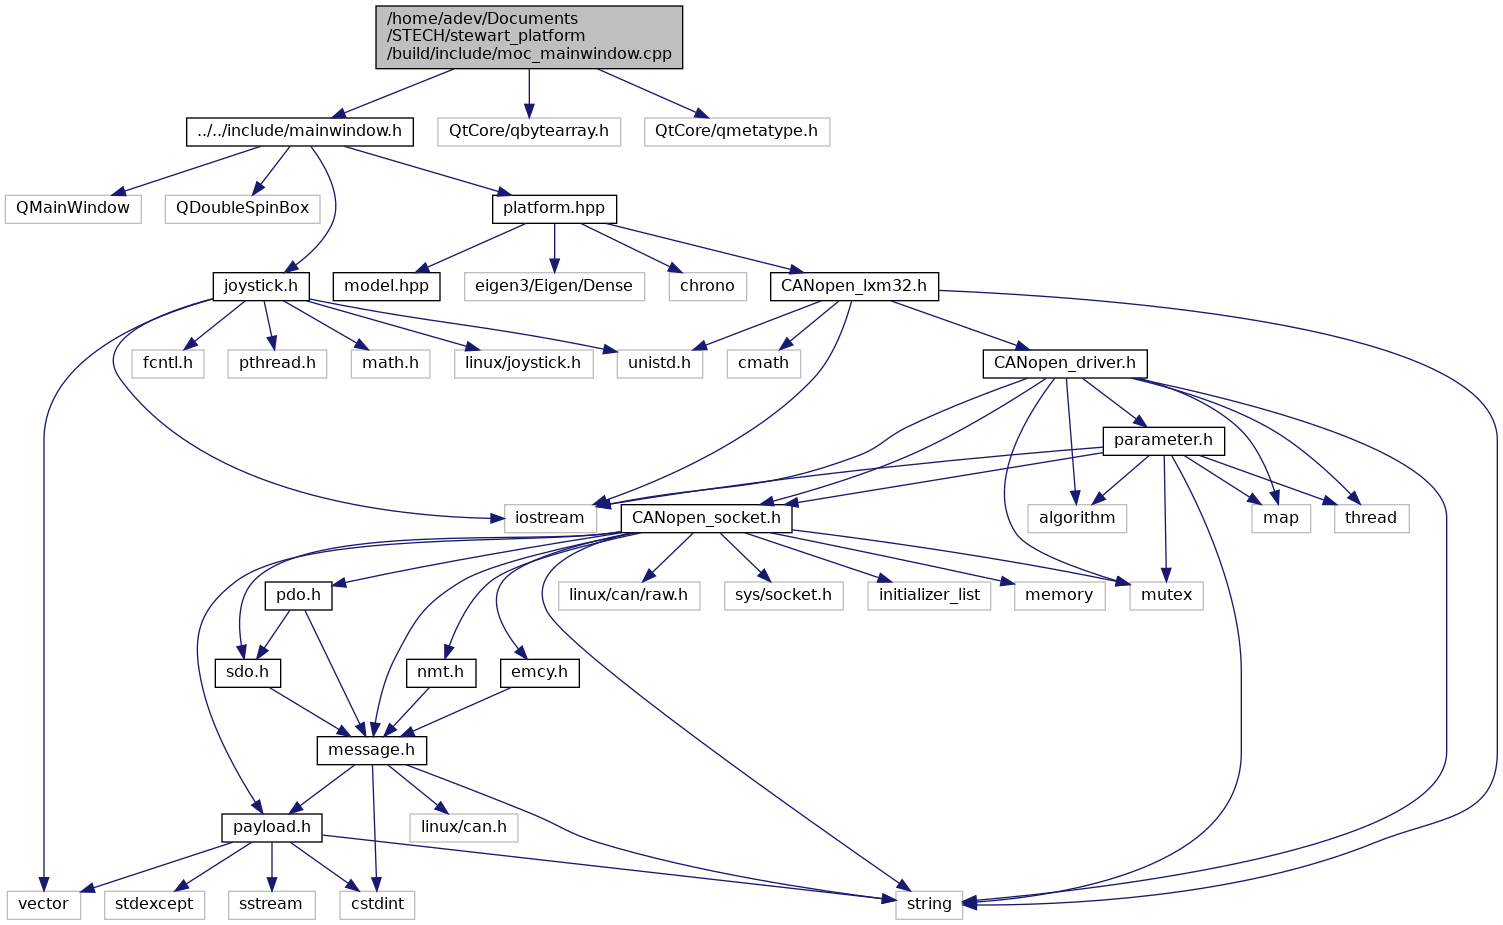 /home/adev/Documents
/STECH/stewart_platform
/build/include/moc_mainwindow.cpp
../../include/mainwindow.h
QtCore/qbytearray.h
QtCore/qmetatype.h
QMainWindow
QDoubleSpinBox
platform.hpp
joystick.h
model.hpp
eigen3/Eigen/Dense
chrono
CANopen_lxm32.h
fcntl.h
pthread.h
math.h
linux/joystick.h
unistd.h
cmath
CANopen_driver.h
parameter.h
iostream
CANopen_socket.h
algorithm
map
thread
pdo.h
linux/can/raw.h
sys/socket.h
initializer_list
memory
mutex
sdo.h
nmt.h
emcy.h
message.h
payload.h
linux/can.h
vector
stdexcept
sstream
cstdint
string